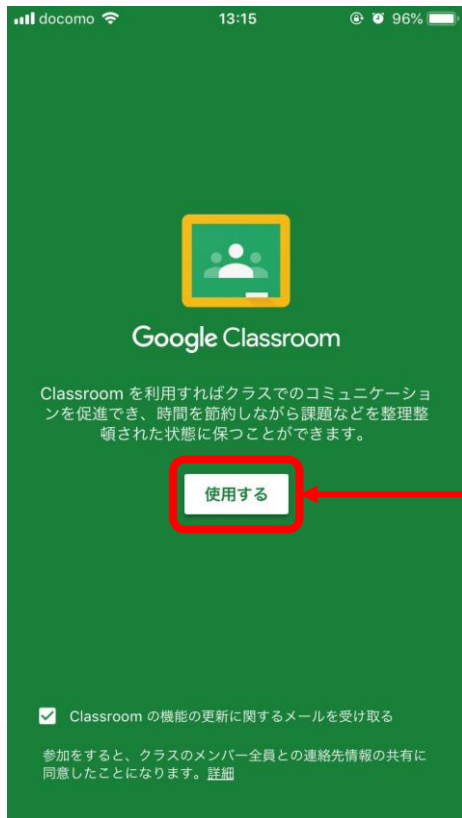 docomo 13:15 96%
Google Classroom
Classroom を利用すればクラスでのコミュニケーショ
ンを促進でき、時間を節約しながら課題などを整理整
頓された状態に保つことができます。
使用する
Classroom の機能の更新に関するメールを受け取る
参加をすると、クラスのメンバー全員との連絡先情報の共有に
同意したことになります。詳細